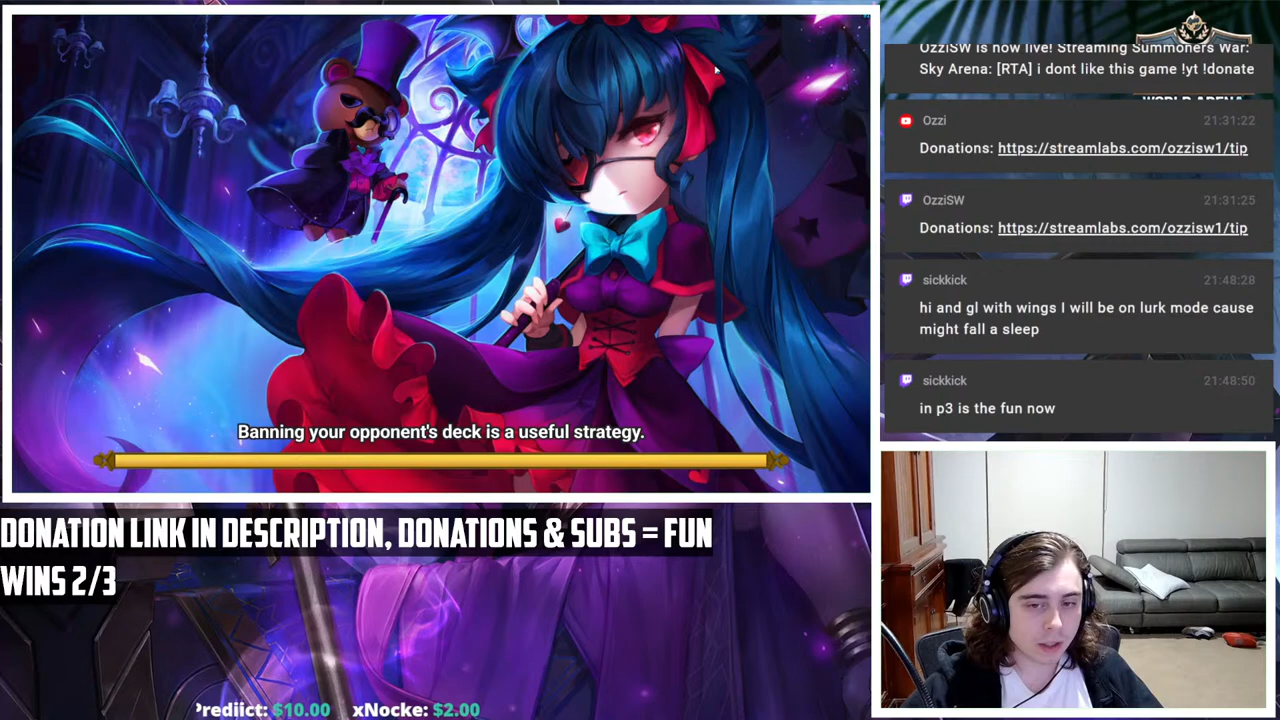 OzziSW is now live! Streaming Summoners War:
Sky Arena: [RTA] i dont like this game !yt !donate
WORLD ARENA
Ozzi 21:31:22
Donations: https://streamlabs.com/ozzisw1/tip
OzziSW 21:31:25
Donations: https://streamlabs.com/ozzisw1/tip
sickkick 21:48:28
hi and gl with wings I will be on lurk mode cause
might fall a sleep
sickkick 21:48:50
in p3 is the fun now
Banning your opponent's deck is a useful strategy.
DONATION LINK IN DESCRIPTION, DONATIONS & SUBS = FUN
WINS 2/3
rediict: $10.00 xNocke: $2.00